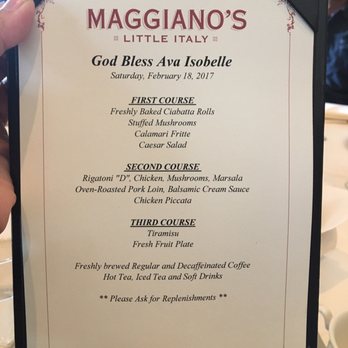 MAGGIANO'S
LITTLE ITALY
God Bless Ava Isobelle
Saturday, February 18, 2017
FIRST COURSE
Freshly Baked Ciabatta Rolls
Stuffed Mushrooms
Calamari Fritte
Caesar Salad
SECOND COURSE
Rigatoni "D", Chicken, Mushrooms, Marsala
Oven-Roasted Pork Loin, Balsamic Cream Sauce
Chicken Piccata
THIRD COURSE
Tiramisu
Fresh Fruit Plate
Freshly brewed Regular and Decaffeinated Coffee
Hot Tea, Iced Tea and Soft Drinks
** Please Ask for Replenishments **